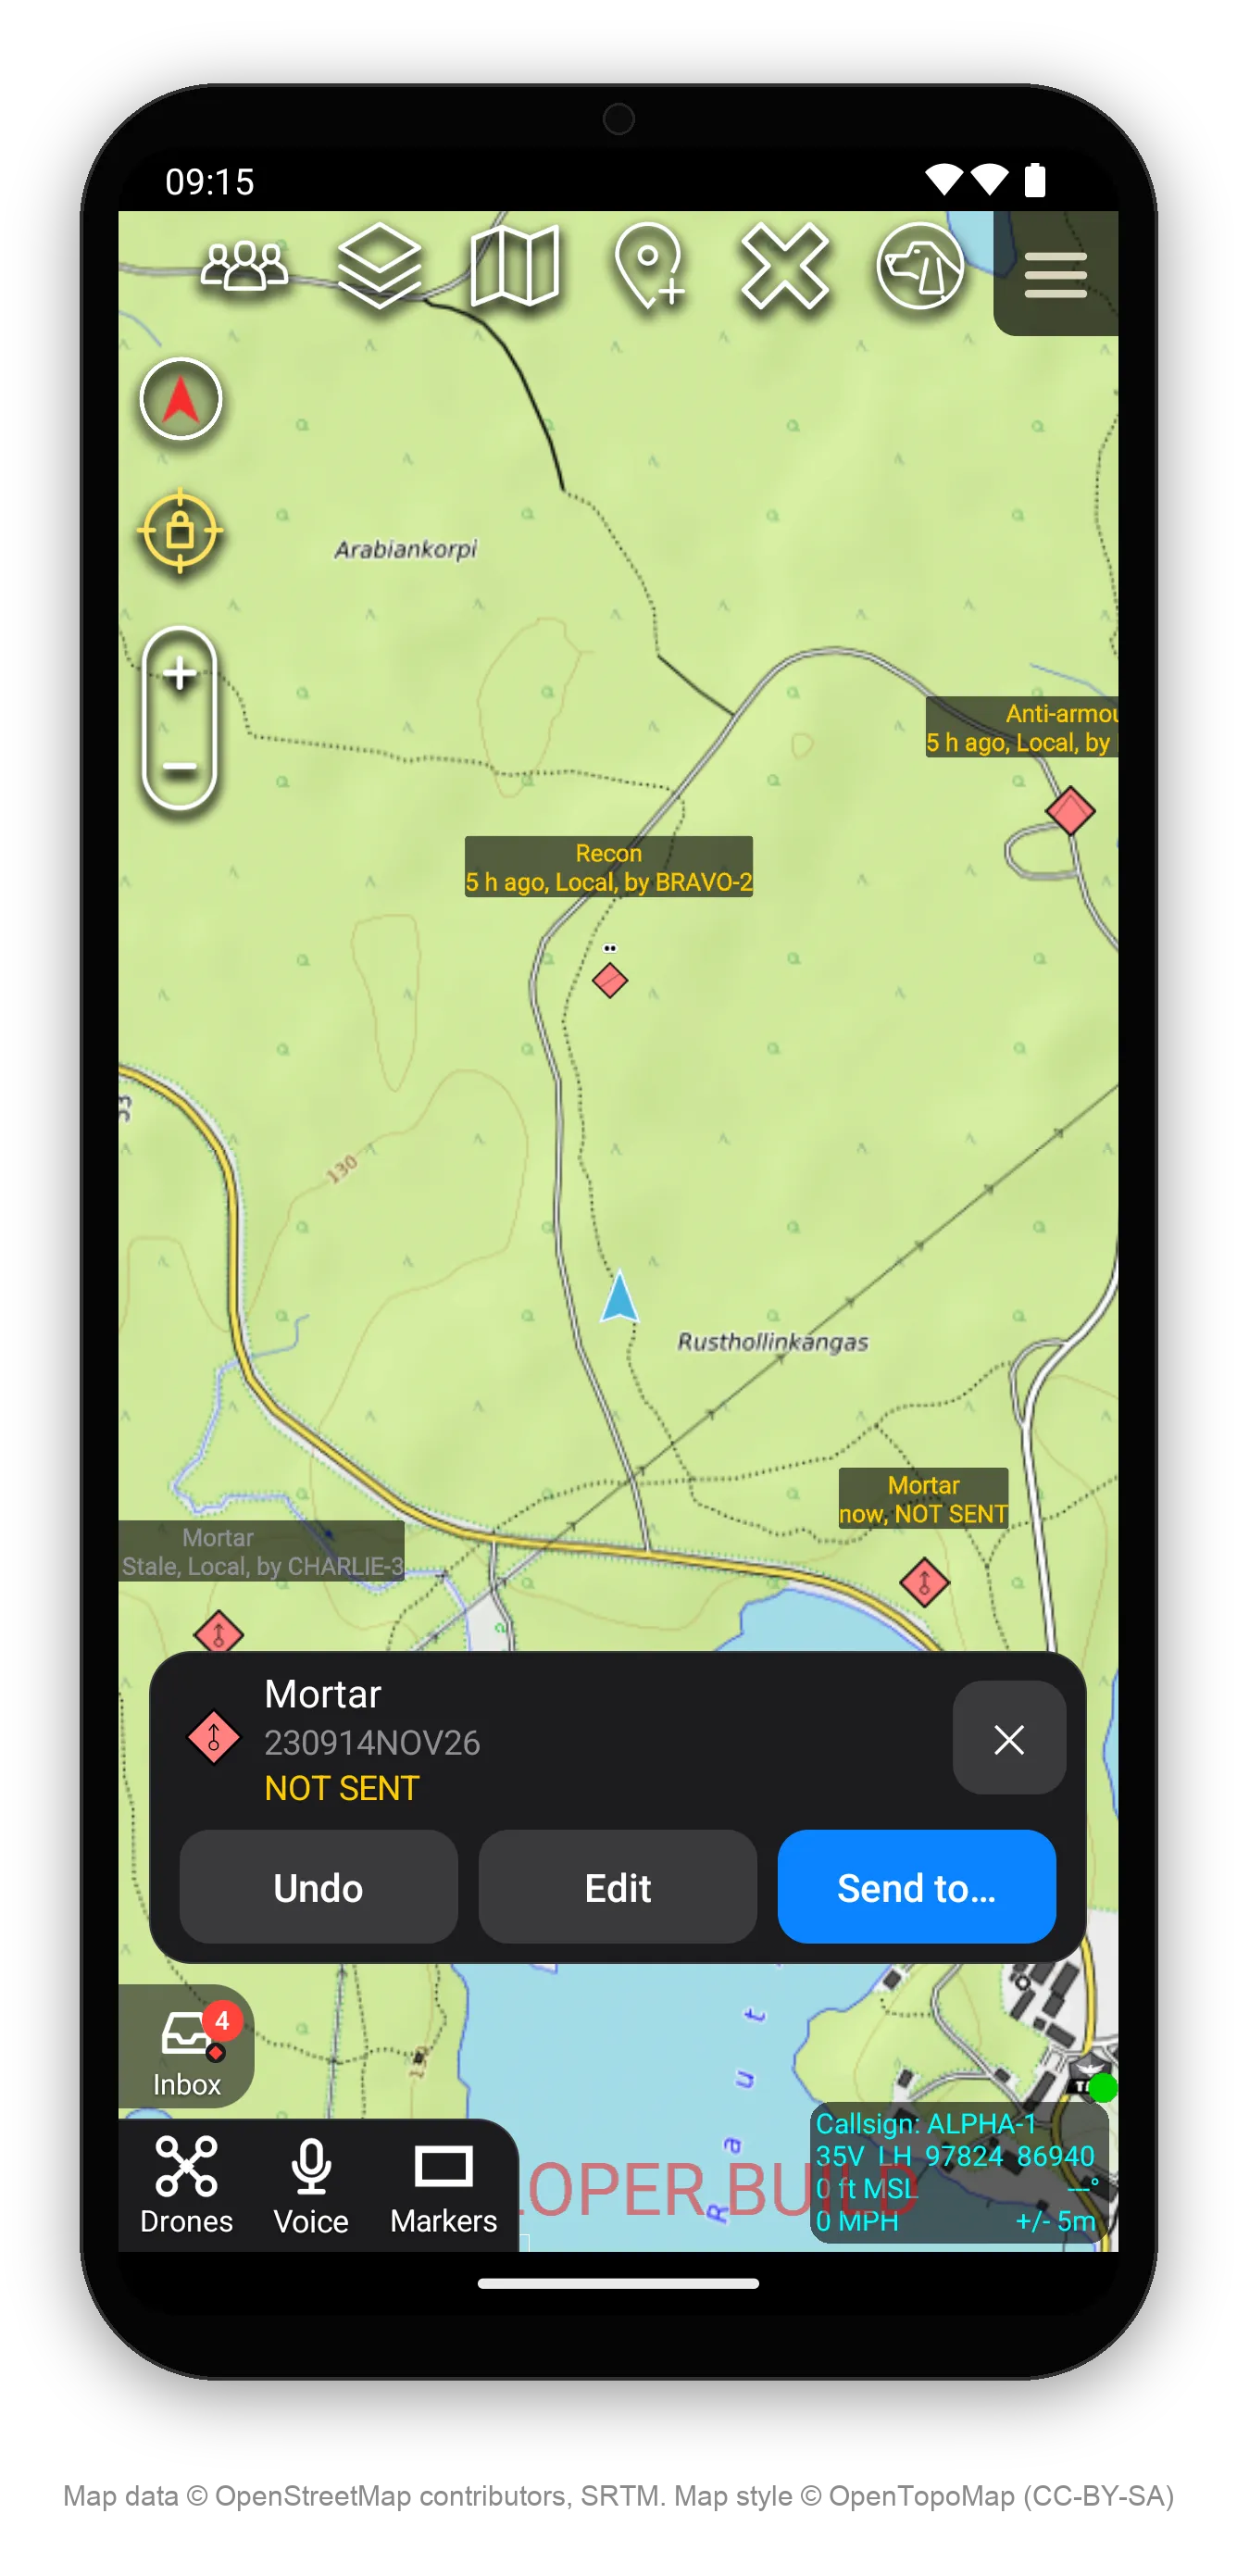 09:15
Arabiankorpi
Anti-armou
5 h ago, Local, by
Recon
5 h ago, Local, by BRAVO-2
130
Rusthollinkangas
Mortar
now, NOT SENT
Mortar
Stale, Local, by CHARLIE-3
Mortar
230914NOV26
NOT SENT
Undo
Edit
Send to...
4
Inbox
R a u t
Callsign: ALPHA-1
35V LH 97824 86940
0 ft MSL
---°
0 MPH
+/- 5m
OPER BUILD
Drones
Voice
Markers
Map data © OpenStreetMap contributors, SRTM. Map style © OpenTopoMap (CC-BY-SA)